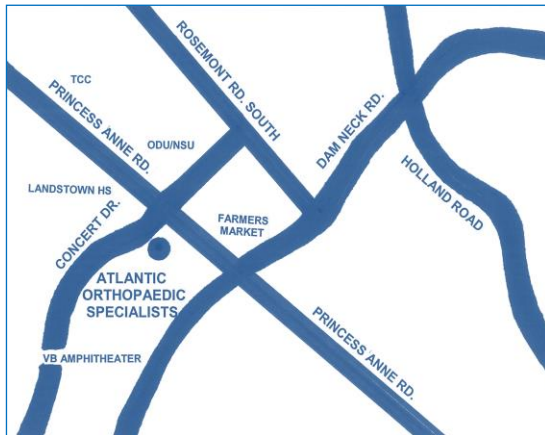 TCC
PRINCESS ANNE RD.
ROSEMONT RD. SOUTH
DAM NECK RD.
ODU/NSU
HOLLAND ROAD
LANDSTOWN HS
CONCERT DR.
FARMERS
MARKET
ATLANTIC
ORTHOPAEDIC
SPECIALISTS
PRINCESS ANNE RD.
VB AMPHITHEATER